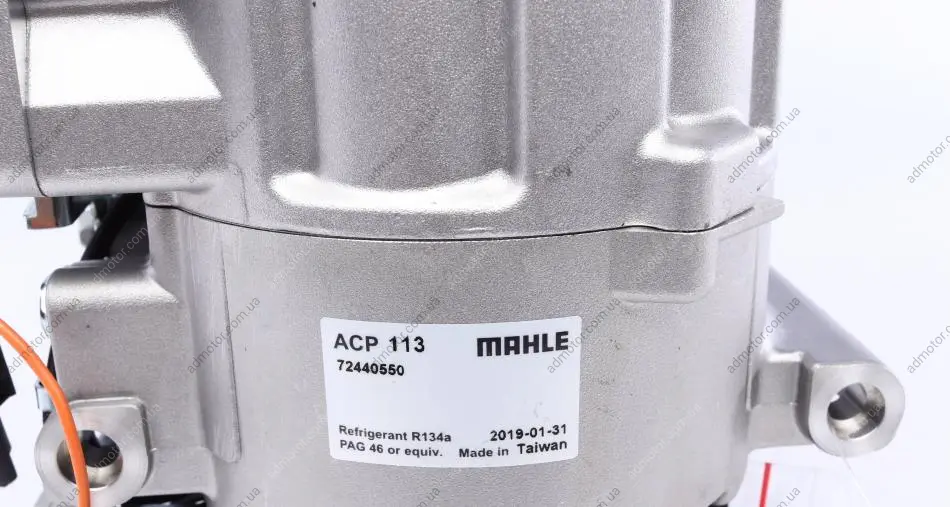 ACP 113 MAHLE
72440550
Refrigerant R134a 2019-01-31
PAG 46 or equiv. Made in Taiwan
admotor.com.ua